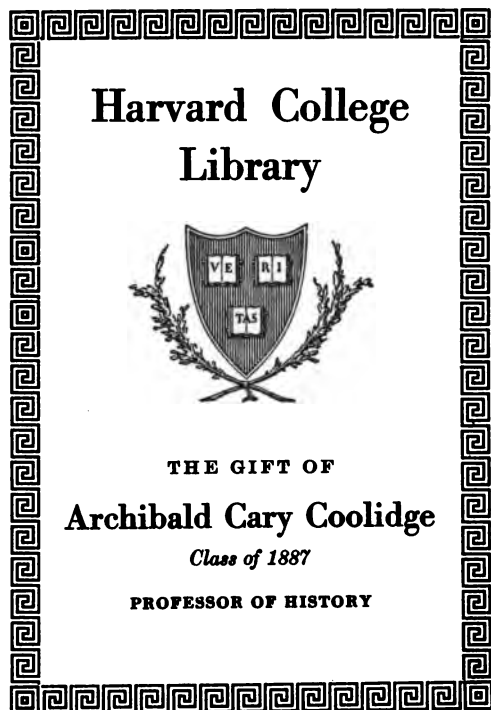 Harvard College
Library
VE RI
TAS
THE GIFT OF
Archibald Cary Coolidge
Class of 1887
PROFESSOR OF HISTORY